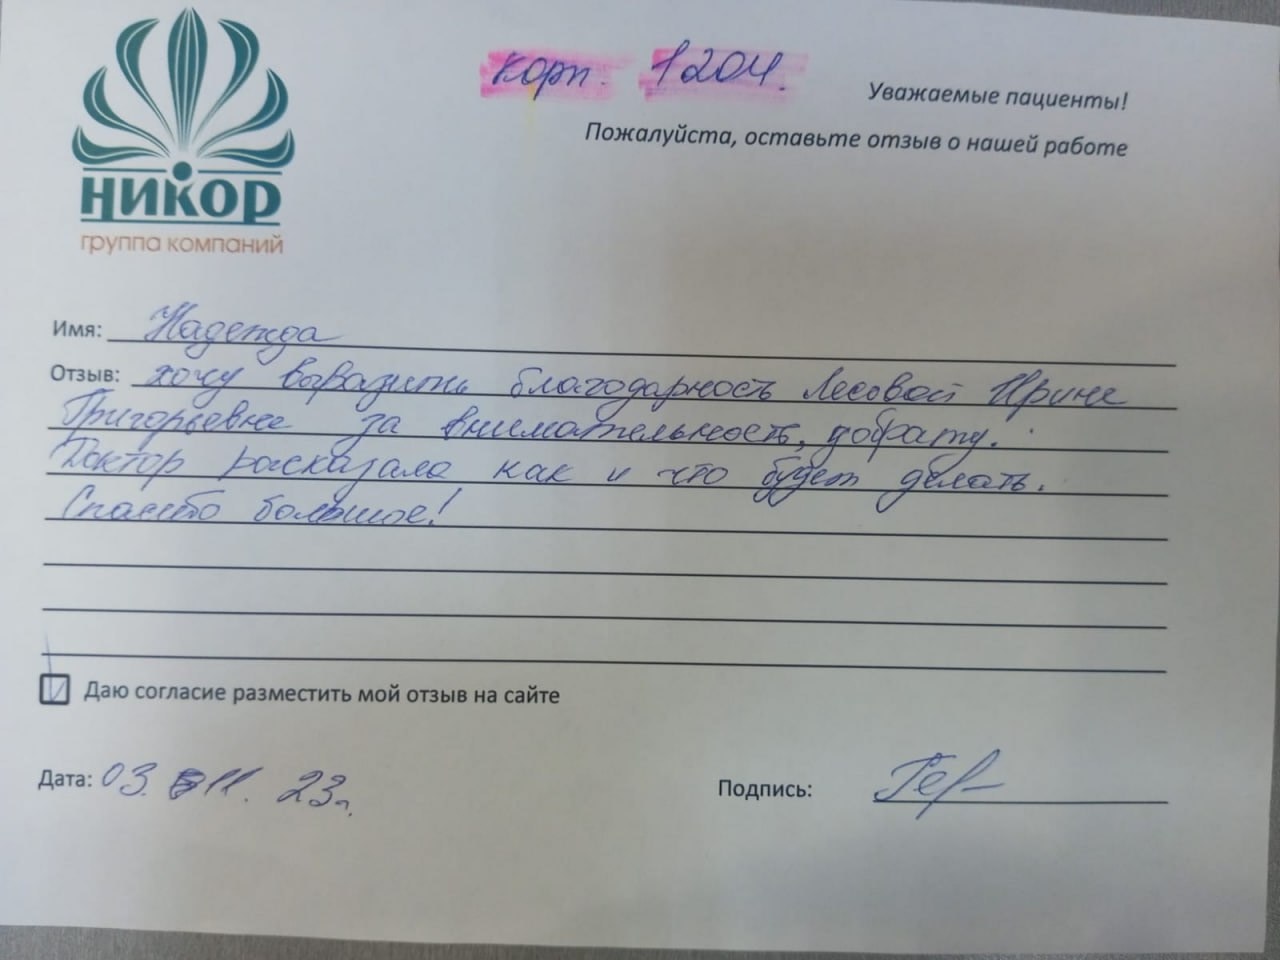 НИКОР
группа компаний
корп. 1204.
Уважаемые пациенты!
Пожалуйста, оставьте отзыв о нашей работе
Имя: Надежда
Отзыв: хочу выразить благодарность Лесовой Ирине
Григорьевне за внимательность, доброту.
Доктор рассказала как и что будет делать.
Спасибо большое!
Даю согласие разместить мой отзыв на сайте
Дата: 03. 11. 23г.
Подпись: